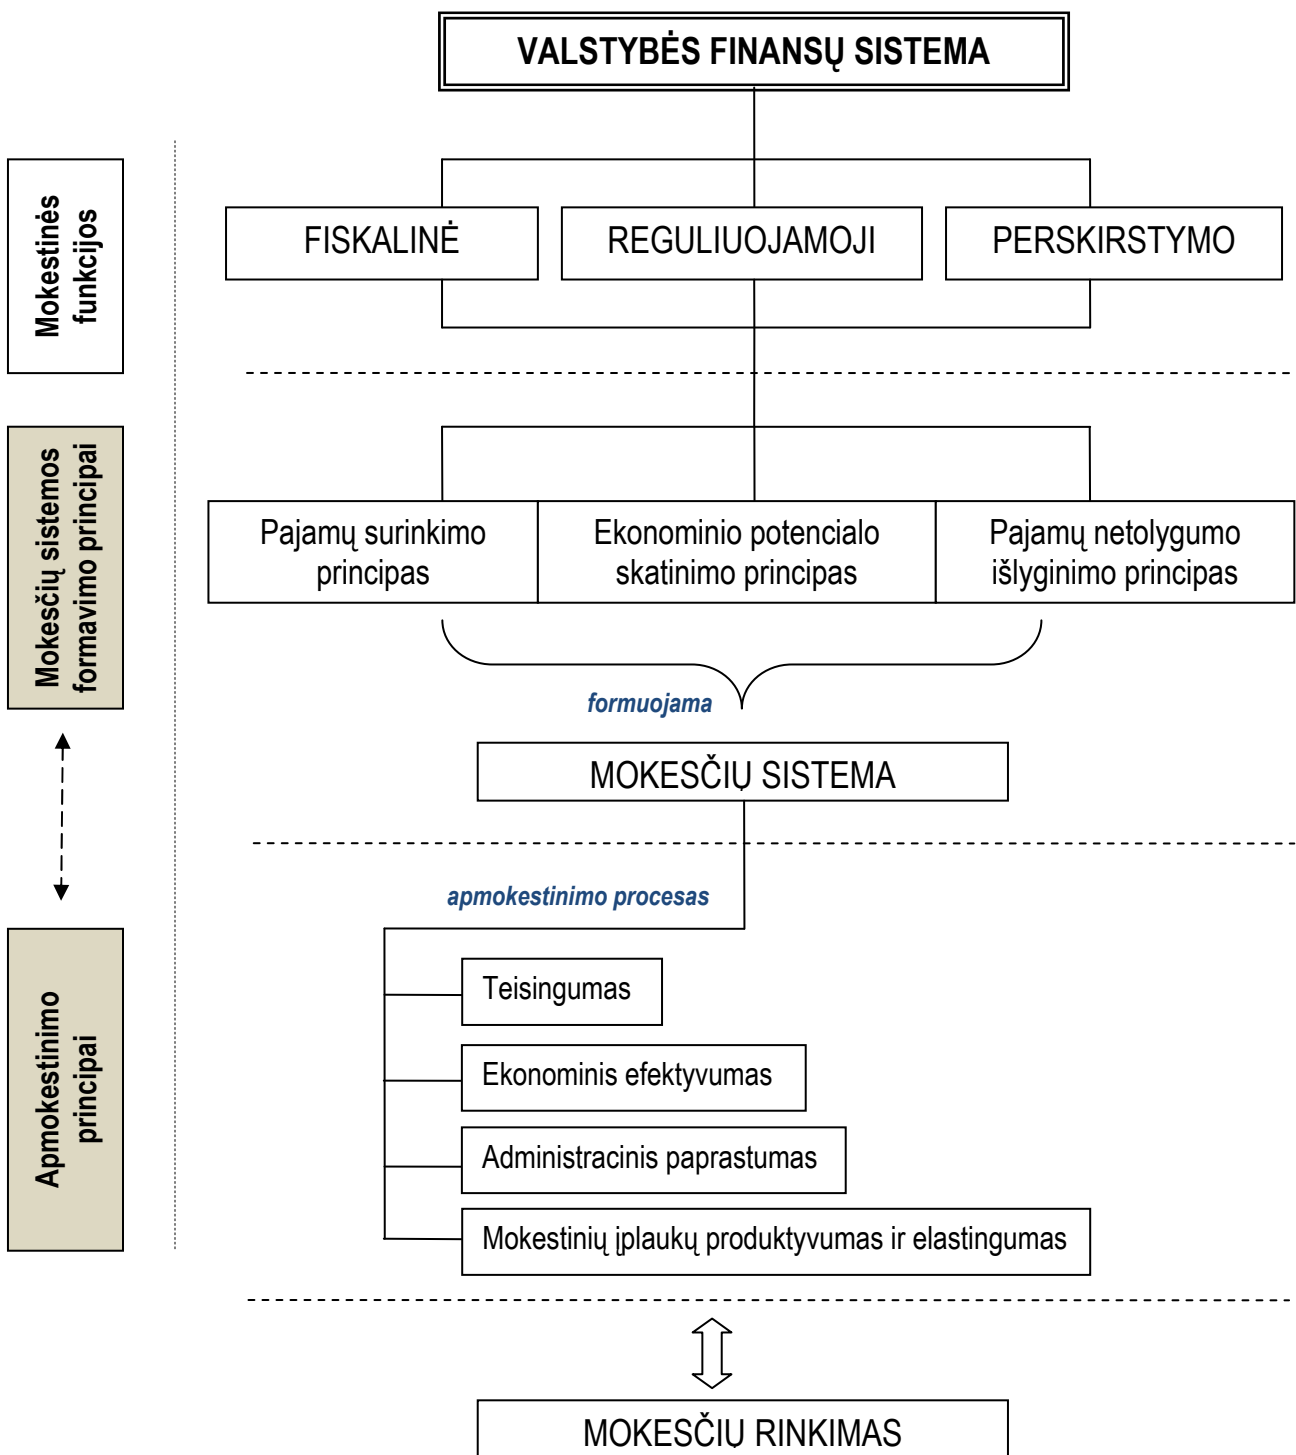 VALSTYBĖS FINANSŲ SISTEMA
Mokestinės
funkcijos
FISKALINĖ
REGULIUOJAMOJI
PERSKIRSTYMO
Mokesčių sistemos
formavimo principai
Pajamų surinkimo
principas
Ekonominio potencialo
skatinimo principas
Pajamų netolygumo
išlyginimo principas
formuojama
MOKESČIŲ SISTEMA
apmokestinimo procesas
Apmokestinimo
principai
Teisingumas
Ekonominis efektyvumas
Administracinis paprastumas
Mokestinių įplaukų produktyvumas ir elastingumas
MOKESČIŲ RINKIMAS